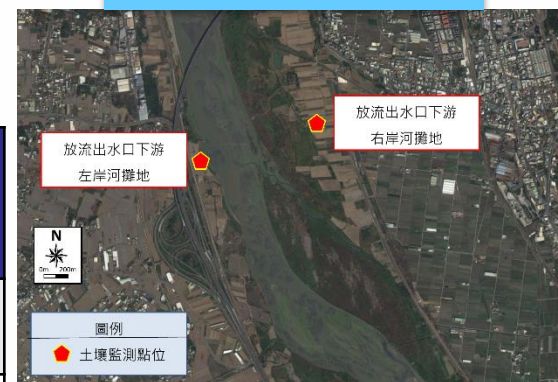 放流出水口下游
右岸河攤地
放流出水口下游
左岸河攤地
N
0m 200m
圖例
土壤監測點位